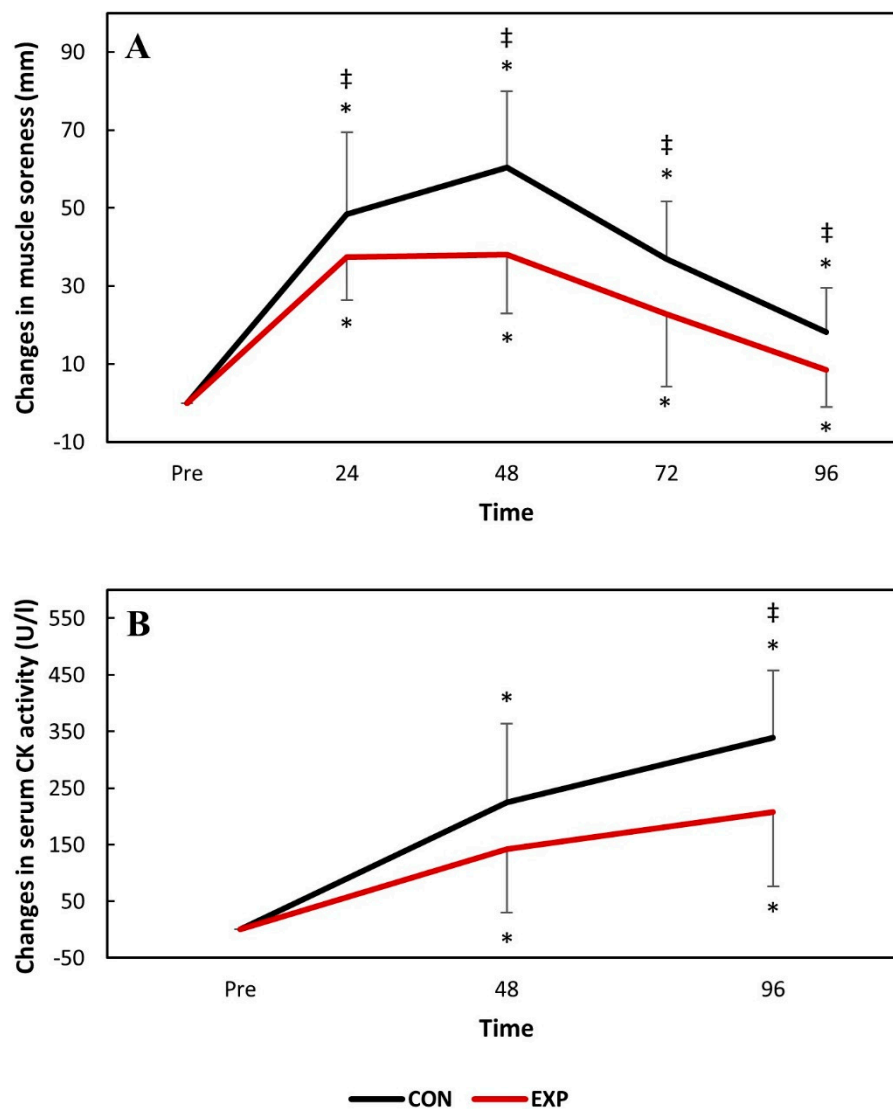 A
Changes in muscle soreness (mm)
90
70
50
30
10
-10
‡ ‡ ‡ ‡
* * * *
* * * *
Pre 24 48 72 96
Time
B
Changes in serum CK activity (U/l)
550
450
350
250
150
50
-50
‡
* *
* *
Pre 48 96
Time
CON EXP